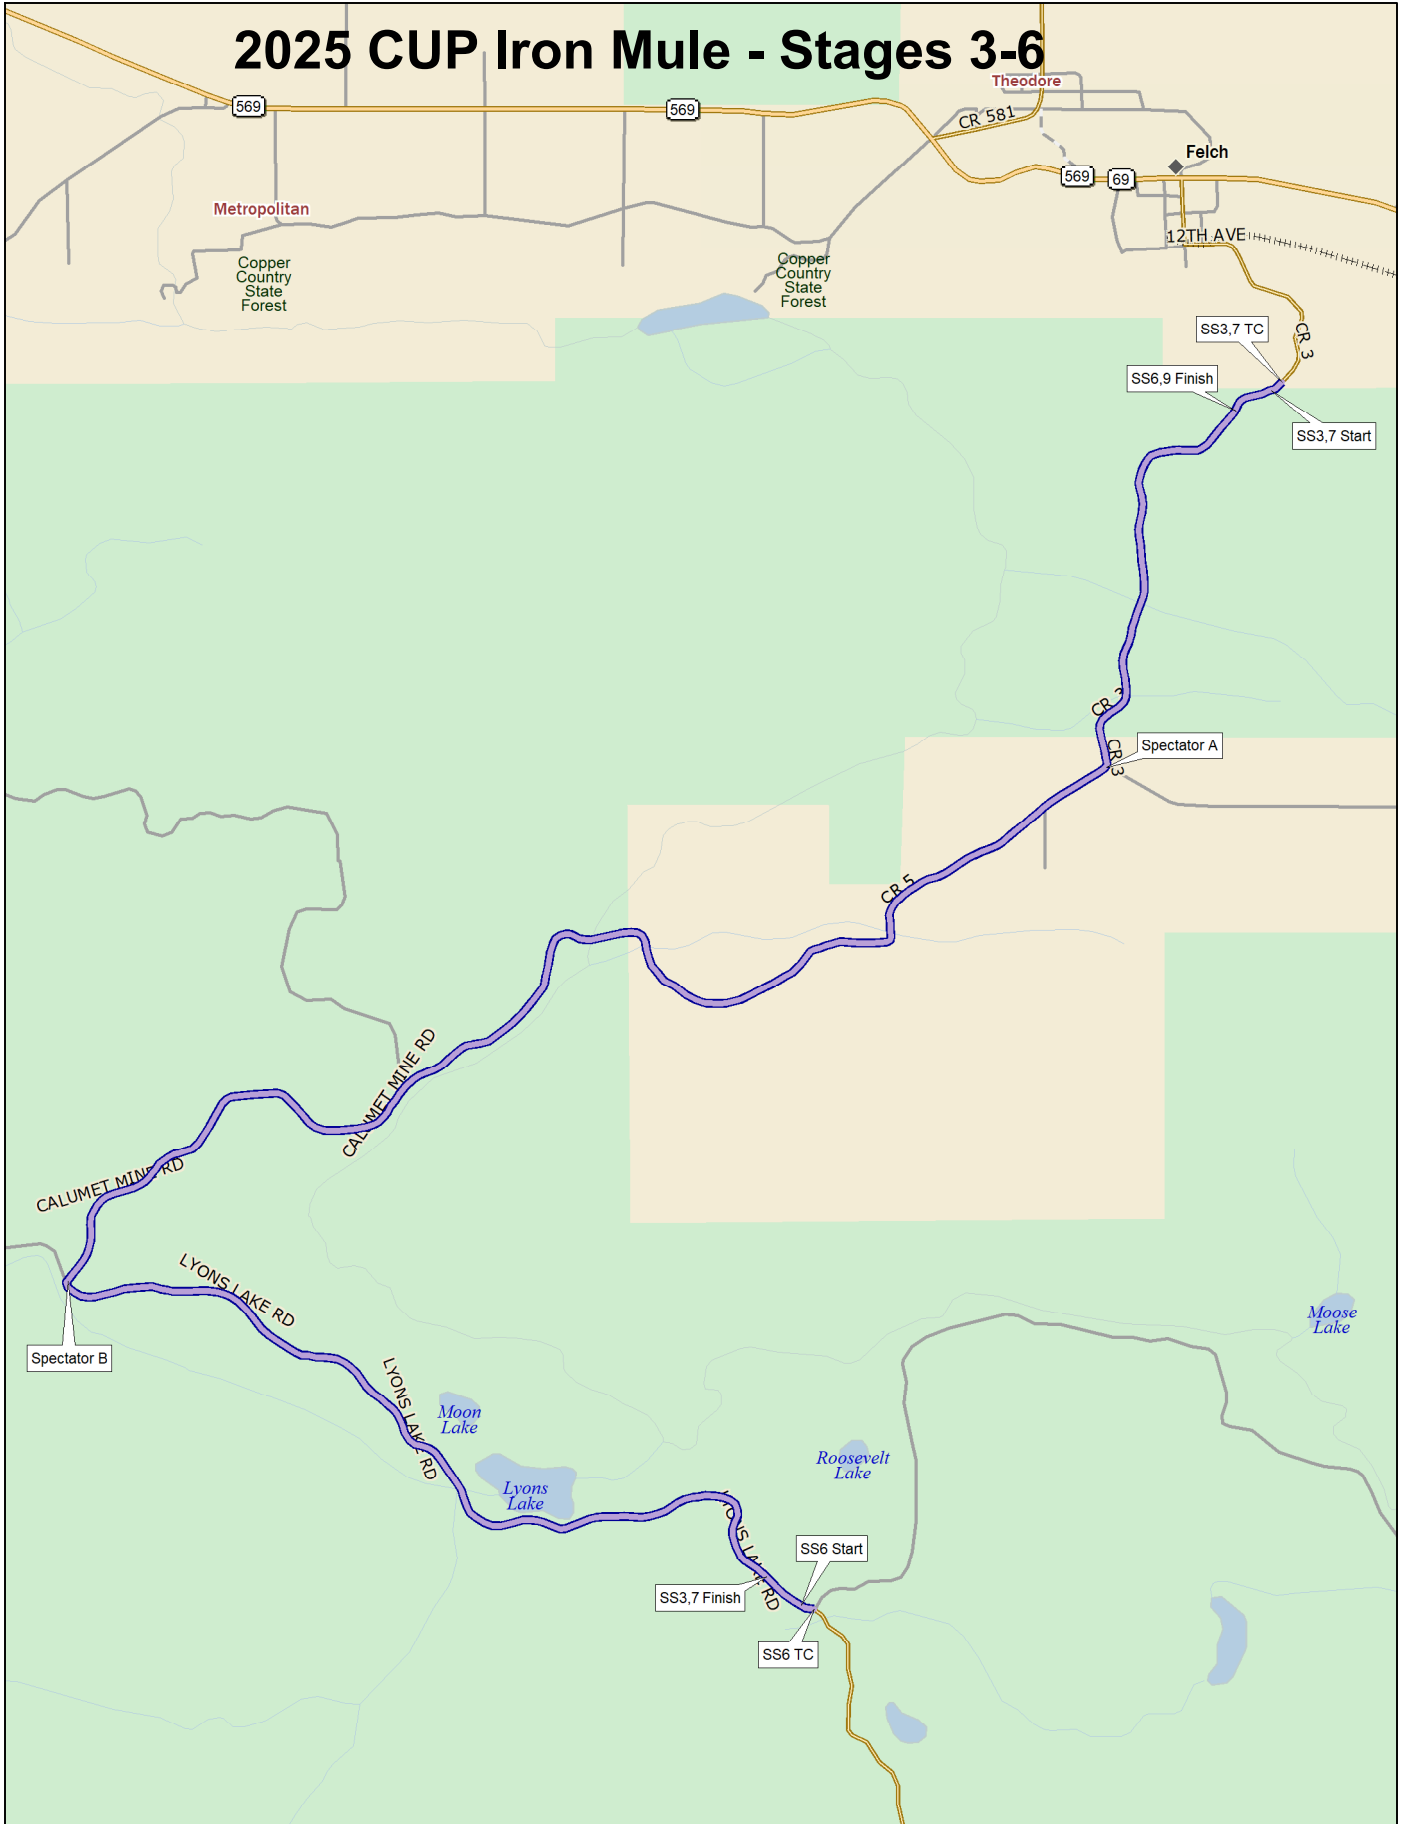 2025 CUP Iron Mule - Stages 3-6
Theodore
569
569
CR 581
Felch
569
69
Metropolitan
12TH AVE
Copper
Country
State
Forest
Copper
Country
State
Forest
SS3,7 TC
CR 3
SS6,9 Finish
SS3,7 Start
CR 3
CR 3
Spectator A
CR 5
CALUMET MINE RD
CALUMET MINE RD
LYONS LAKE RD
Spectator B
Moose
Lake
LYONS LAKE RD
Moon
Lake
Roosevelt
Lake
Lyons
Lake
LYONS LAKE RD
SS6 Start
SS3,7 Finish
SS6 TC